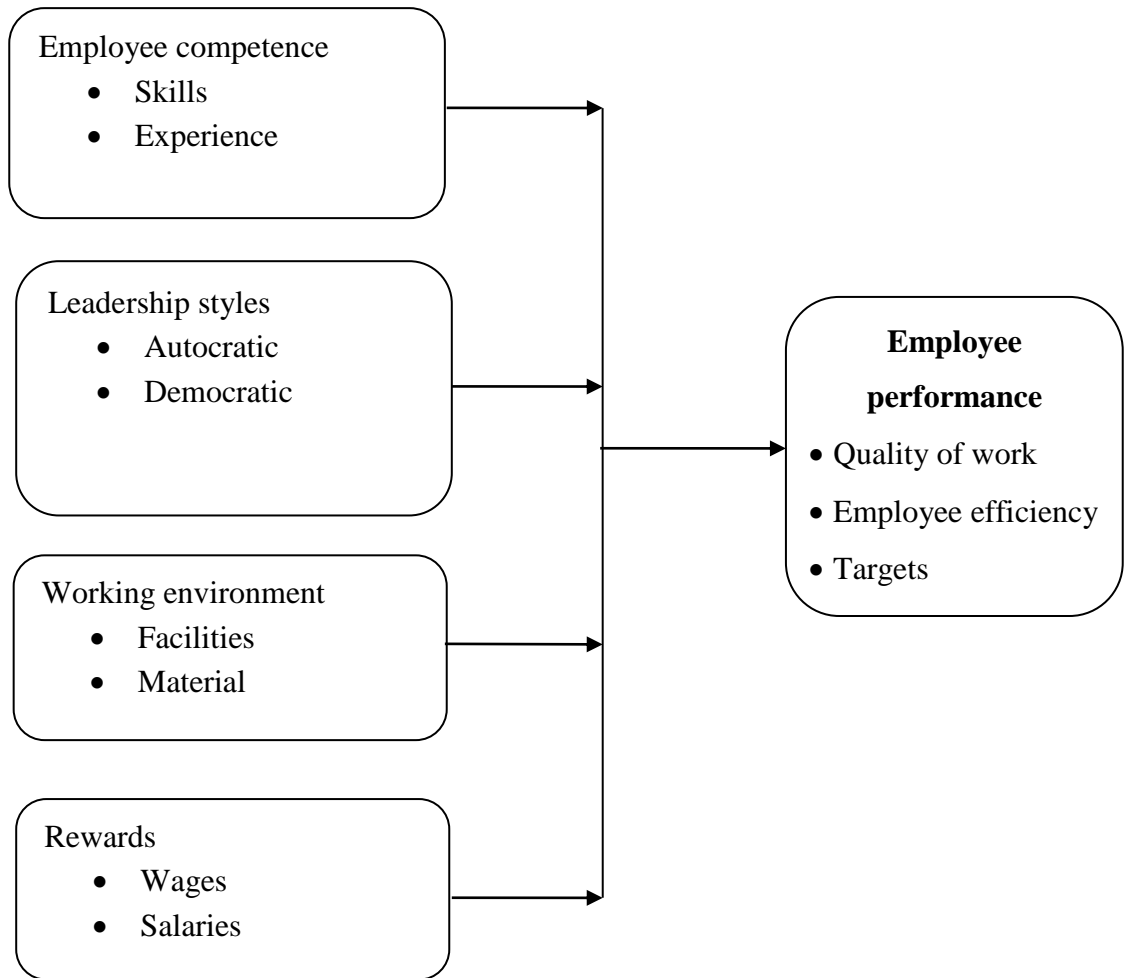 Employee competence
• Skills
• Experience
Leadership styles
• Autocratic
• Democratic
Working environment
• Facilities
• Material
Rewards
• Wages
• Salaries
Employee
performance
• Quality of work
• Employee efficiency
• Targets